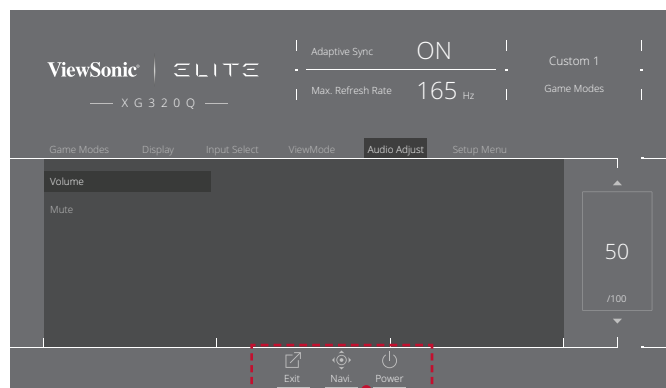 ViewSonic® ELITE
XG320Q
Adaptive Sync ON
Max. Refresh Rate 165 Hz
Custom 1
Game Modes
Game Modes Display Input Select ViewMode Audio Adjust Setup Menu
Volume
Mute
50
/100
Exit Navi. Power